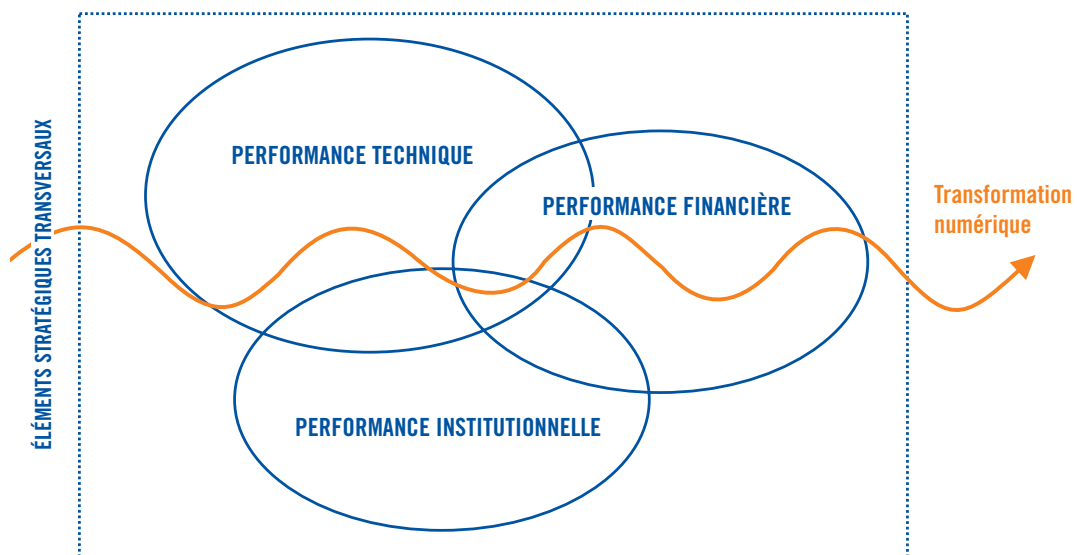 ÉLÉMENTS STRATÉGIQUES TRANSVERSAUX
PERFORMANCE TECHNIQUE
PERFORMANCE FINANCIÈRE
Transformation
numérique
PERFORMANCE INSTITUTIONNELLE